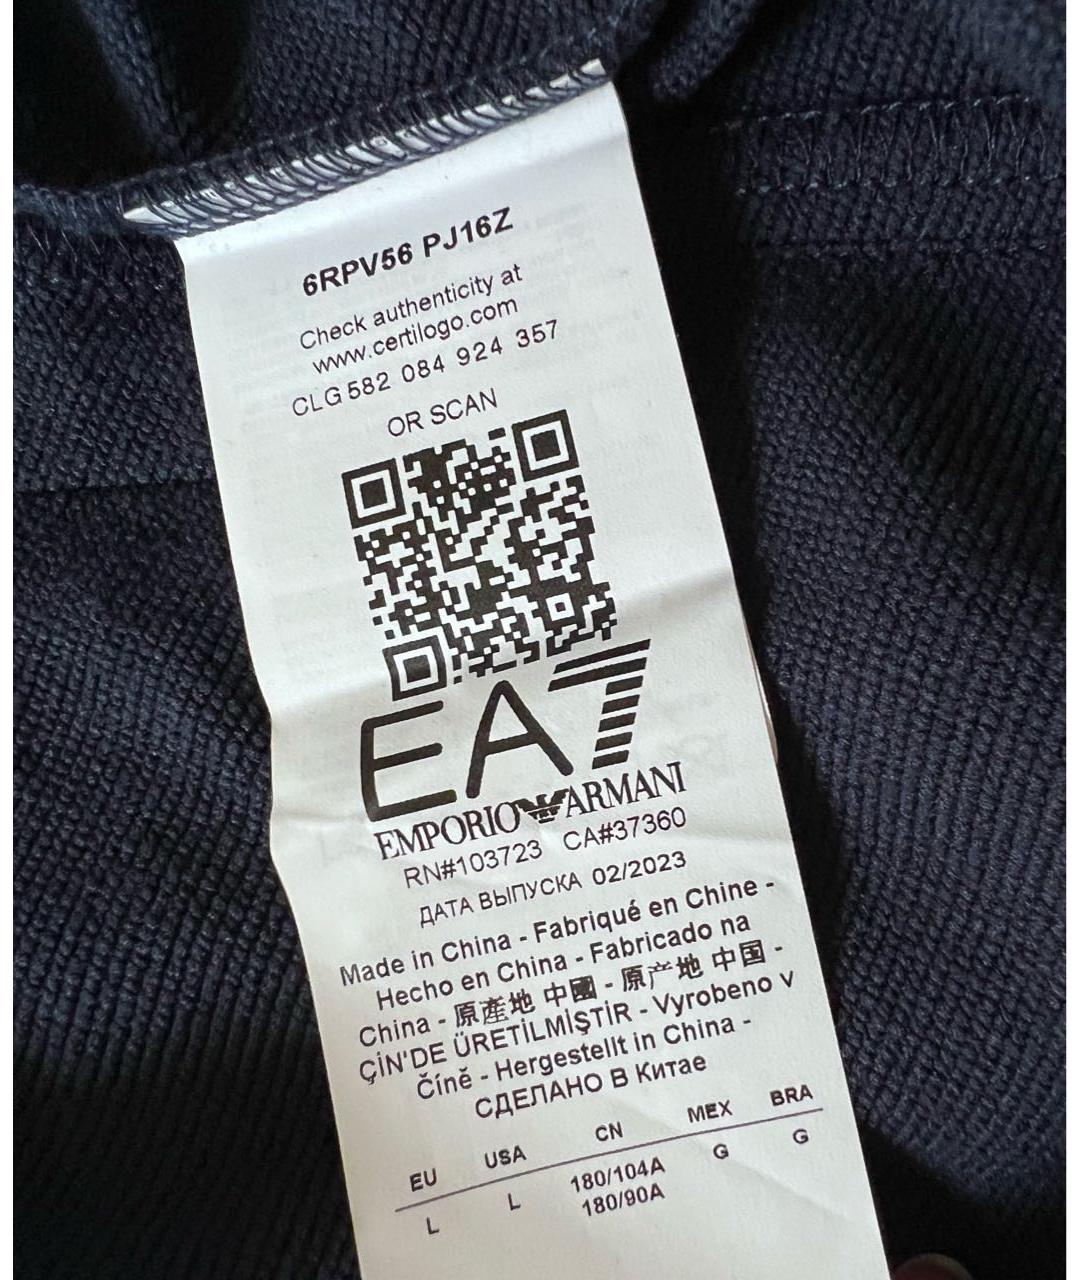 6RPV56 PJ16Z
Check authenticity at
www.certilogo.com
CLG 582 084 924 357
OR SCAN
EA7
EMPORIO ARMANI
RN#103723 CA#37360
ДАТА ВЫПУСКА 02/2023
Made in China - Fabriqué en Chine -
Hecho en China - Fabricado na
China - 原產地 中國 - 原产地 中国 -
ÇİN'DE ÜRETİLMİŞTİR - Vyrobeno v
Číně - Hergestellt in China -
СДЕЛАНО В Китае
EU USA CN MEX BRA
L L 180/104A G G
180/90A